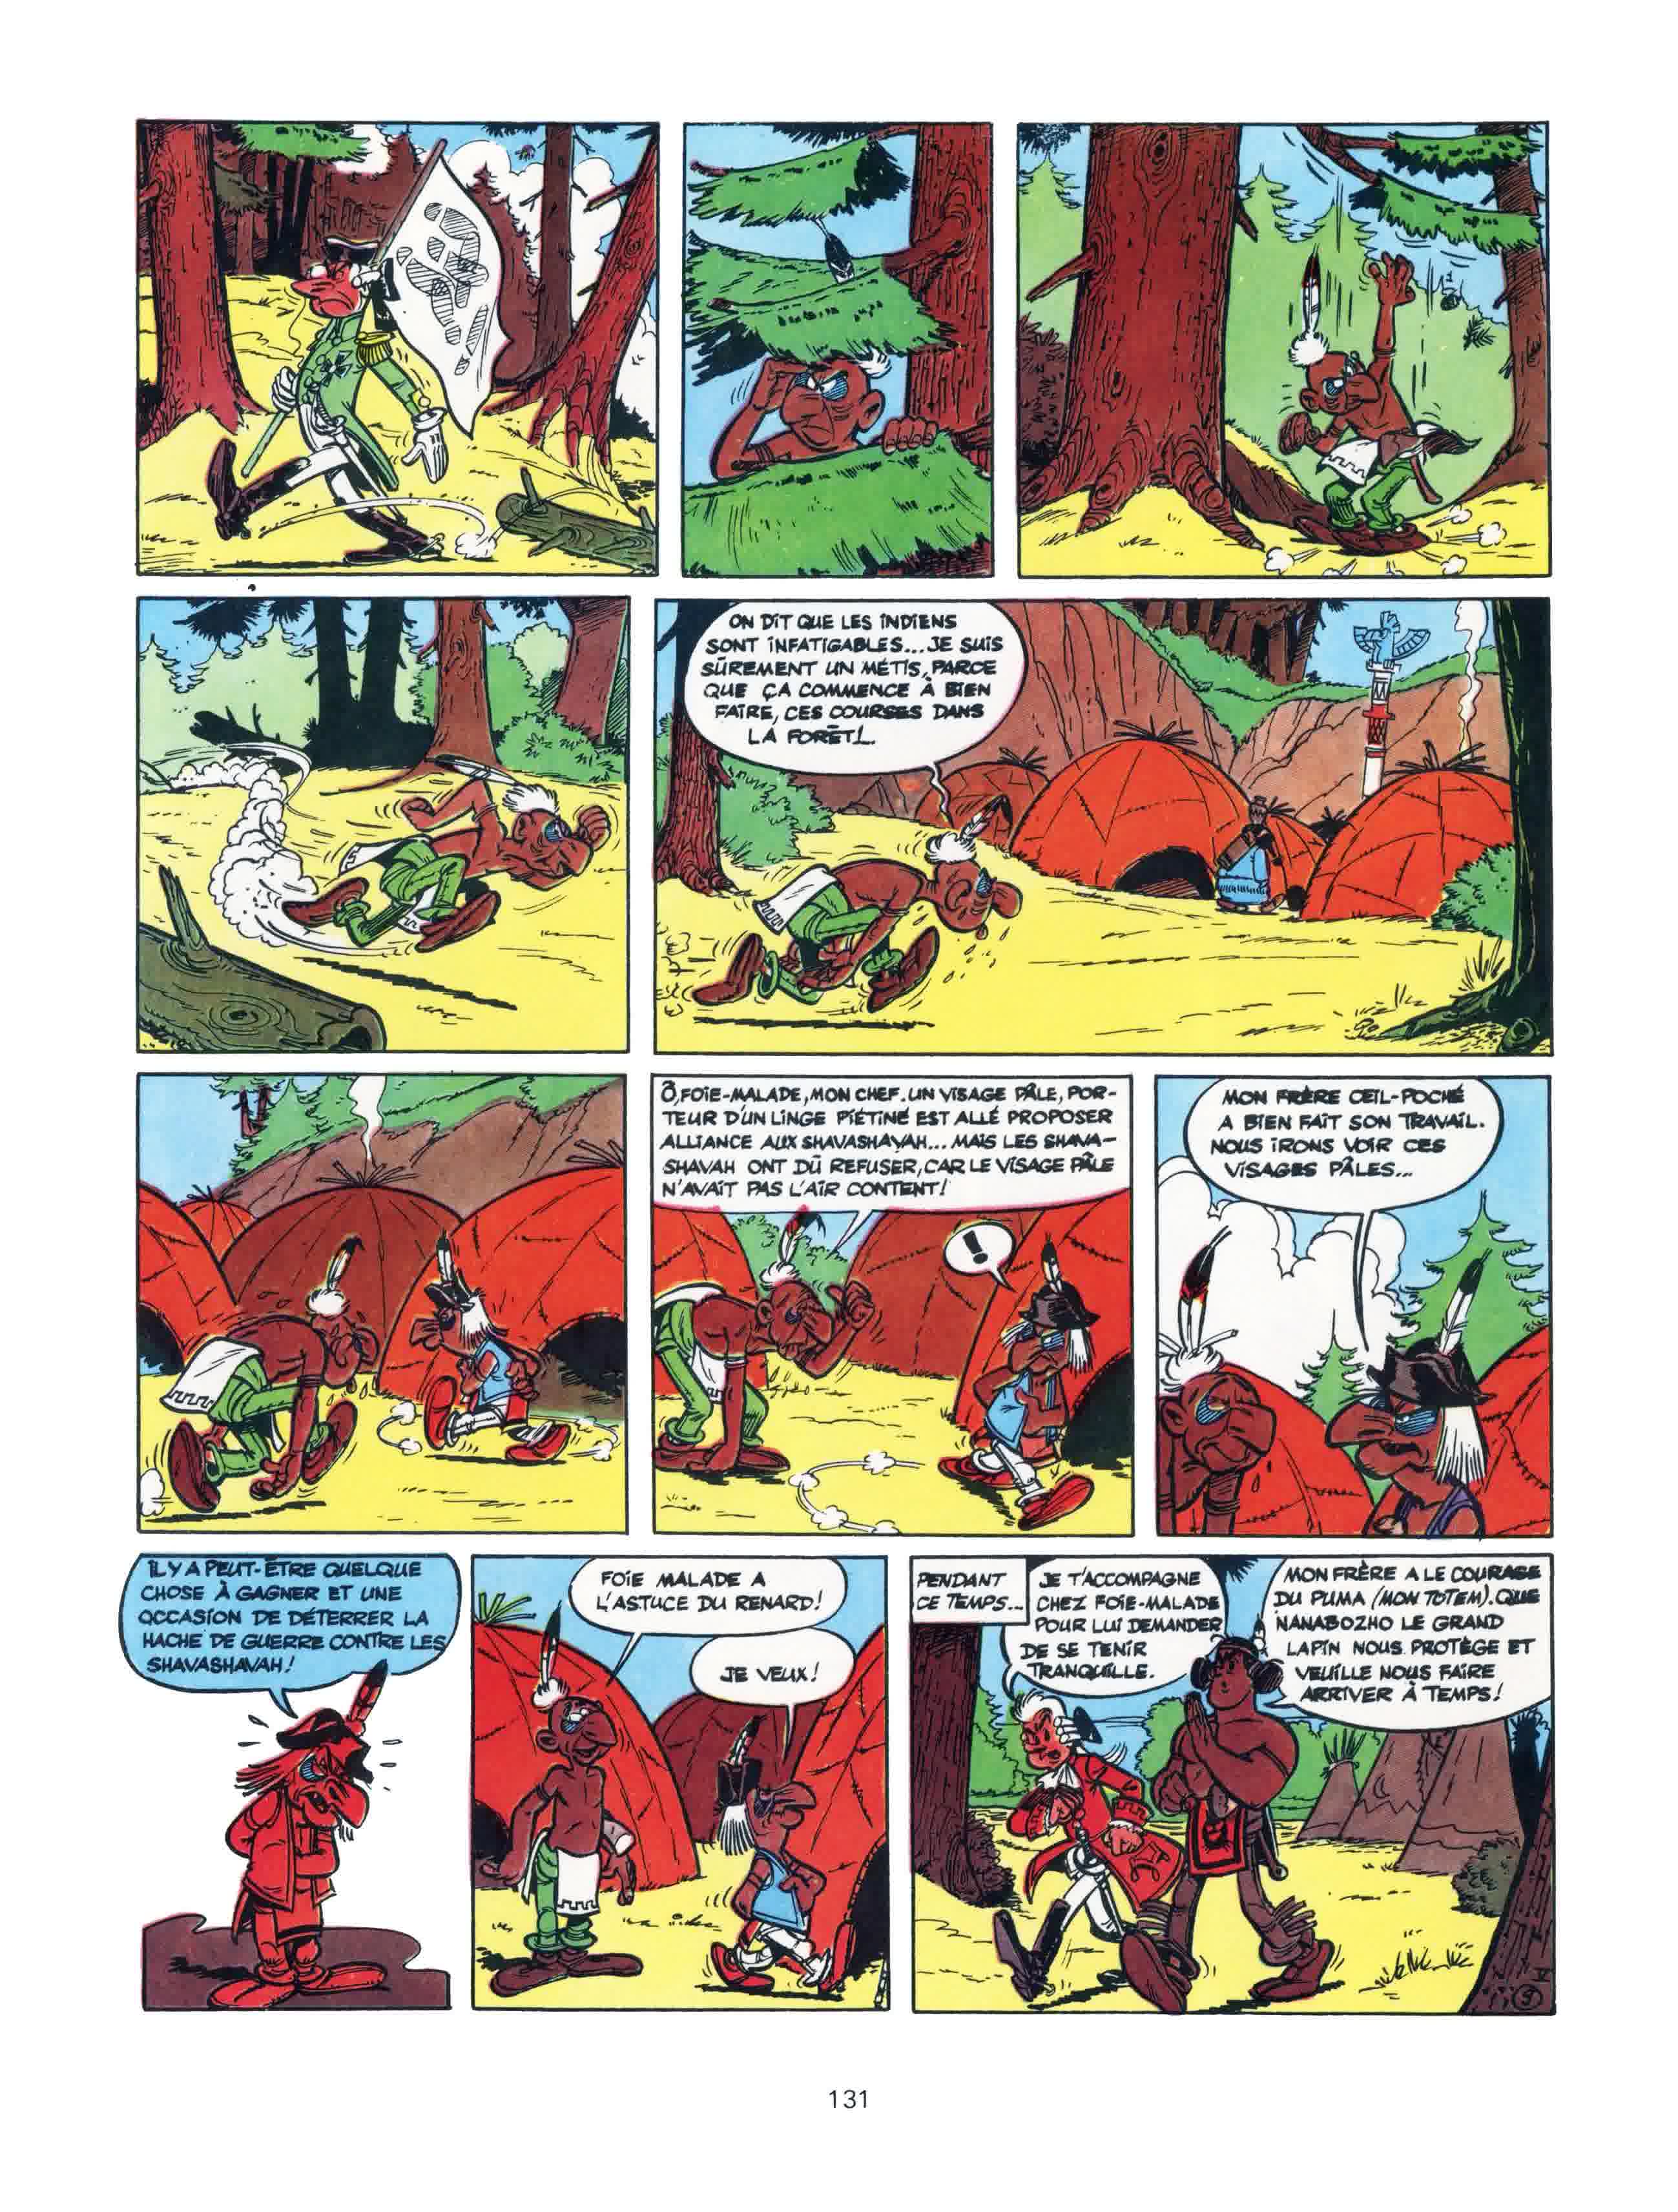 ON DIT QUE LES INDIENS
SONT INFATIGABLES...JE SUIS
SÛREMENT UN MÉTIS, PARCE
QUE ÇA COMMENCE À BIEN
FAIRE, CES COURSES DANS
LA FORÊT!..
Ô, FOIE-MALADE, MON CHEF. UN VISAGE PÂLE, POR-
TEUR D'UN LINGE PIÉTINÉ EST ALLÉ PROPOSER
ALLIANCE AUX SHAVASHAVAH... MAIS LES SHAVA-
SHAVAH ONT DÛ REFUSER, CAR LE VISAGE PÂLE
N'AVAIT PAS L'AIR CONTENT!
!
MON FRÈRE ŒIL-POCHÉ
A BIEN FAIT SON TRAVAIL.
NOUS IRONS VOIR CES
VISAGES PÂLES...
IL Y A PEUT-ÊTRE QUELQUE
CHOSE À GAGNER ET UNE
OCCASION DE DÉTERRER LA
HACHE DE GUERRE CONTRE LES
SHAVASHAVAH!
FOIE MALADE A
L'ASTUCE DU RENARD!
JE VEUX!
PENDANT
CE TEMPS...
JE T'ACCOMPAGNE
CHEZ FOIE-MALADE
POUR LUI DEMANDER
DE SE TENIR
TRANQUILLE.
MON FRÈRE A LE COURAGE
DU PUMA (MON TOTEM). QUE
NANABOZHO LE GRAND
LAPIN NOUS PROTÈGE ET
VEUILLE NOUS FAIRE
ARRIVER À TEMPS!
V
131